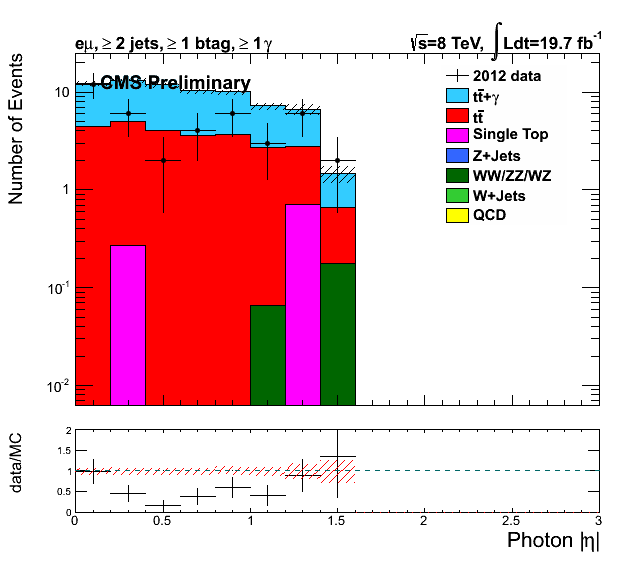 eμ, ≥ 2 jets, ≥ 1 btag, ≥ 1 γ
√s=8 TeV, ∫ Ldt=19.7 fb⁻¹
CMS Preliminary
2012 data
tt̄+γ
tt̄
Single Top
Z+Jets
WW/ZZ/WZ
W+Jets
QCD
Number of Events
10
1
10⁻¹
10⁻²
data/MC
2
1.5
1
0.5
0
0 0.5 1 1.5 2 2.5 3
Photon |η|